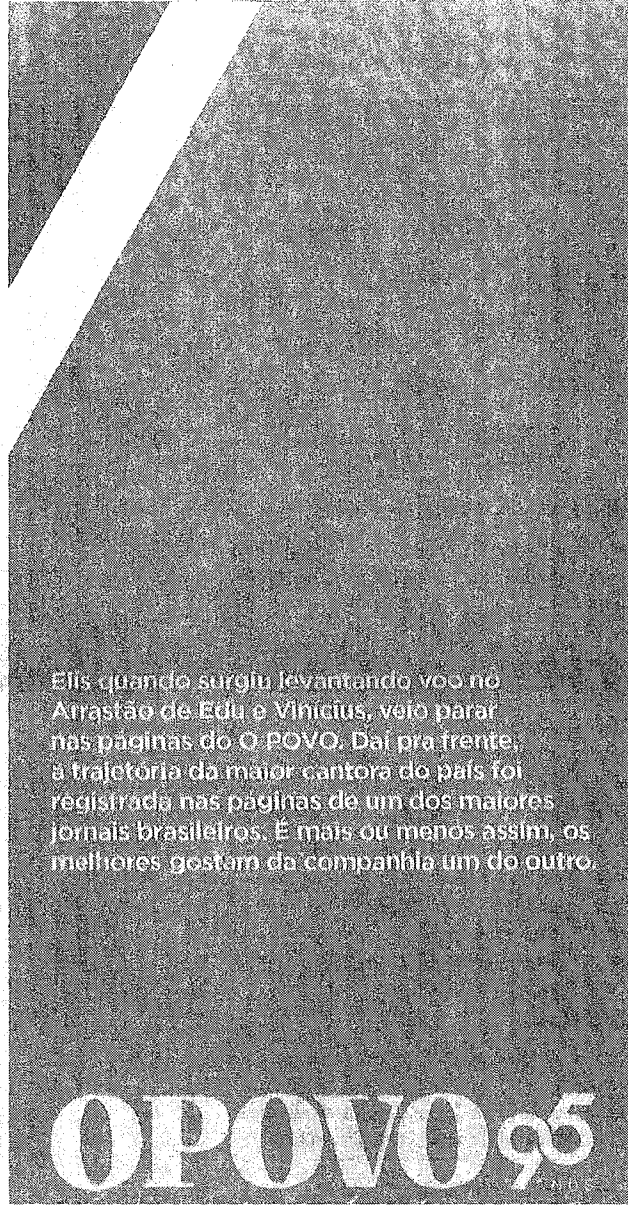 Elis quando surgiu levantando voo no
Arrastão de Edu e Vinicius, veio parar
nas páginas do O POVO. Daí pra frente,
a trajetória da maior cantora do país foi
registrada nas páginas de um dos maiores
jornais brasileiros. É mais ou menos assim, os
melhores gostam da companhia um do outro.
OPOVO 95
ANOS